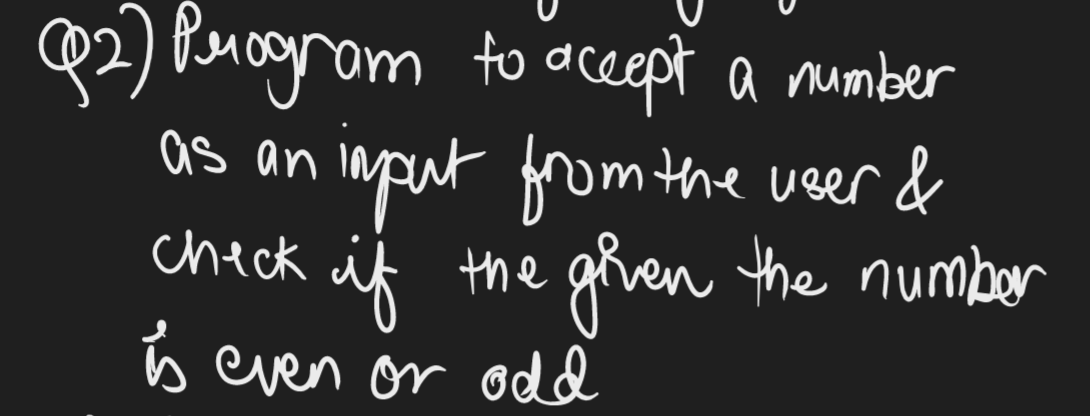 Q2) Program to accept a number
as an input from the user &
check if the given the number
is even or odd